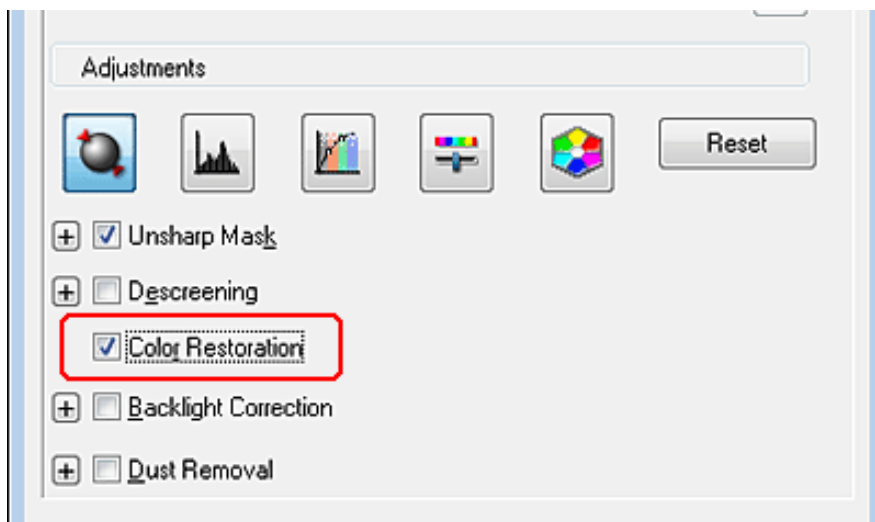 Adjustments
Reset
Unsharp Mask
Descreening
Color Restoration
Backlight Correction
Dust Removal